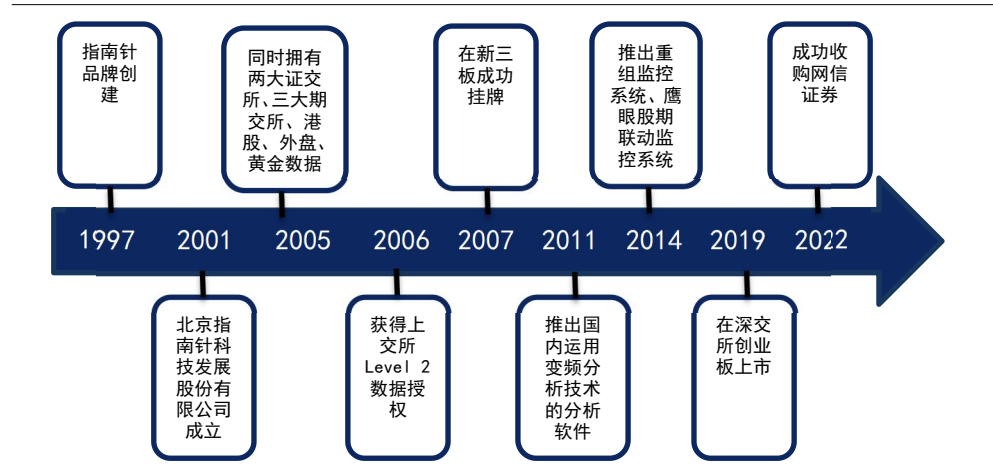 指南针
品牌创
建
同时拥有
两大证交
所、三大期
交所、港
股、外盘、
黄金数据
在新三
板成功
挂牌
推出重
组监控
系统、鹰
眼股期
联动监
控系统
成功收
购网信
证券
1997 2001 2005 2006 2007 2011 2014 2019 2022
北京指
南针科
技发展
股份有
限公司
成立
获得上
交所
Level 2
数据授
权
推出国
内运用
变频分
析技术
的分析
软件
在深交
所创业
板上市